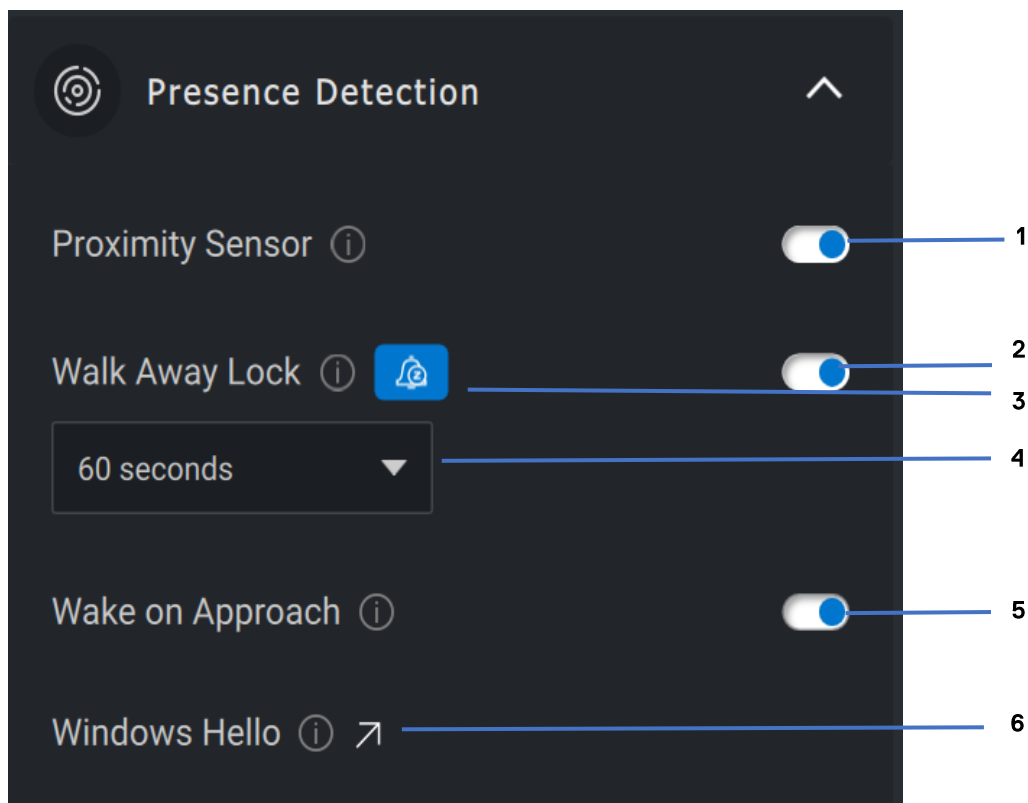 Presence Detection
Proximity Sensor
1
Walk Away Lock
2
3
60 seconds
4
Wake on Approach
5
Windows Hello
6